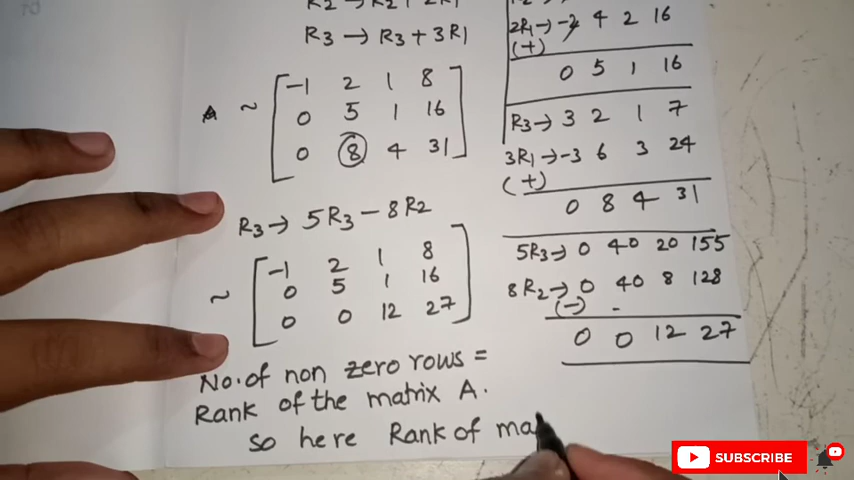 R3 → R3 + 3R1
A ~ [ -1 2 1 8
0 5 1 16
0 8 4 31 ]
R3 → 5R3 - 8R2
~ [ -1 2 1 8
0 5 1 16
0 0 12 27 ]
No. of non zero rows =
Rank of the matrix A.
so here Rank of ma
2R1 → -2 4 2 16
(+)
0 5 1 16
R3 → 3 2 1 7
3R1 → -3 6 3 24
(+)
0 8 4 31
5R3 → 0 40 20 155
8R2 → 0 40 8 128
(-) -
0 0 12 27
SUBSCRIBE